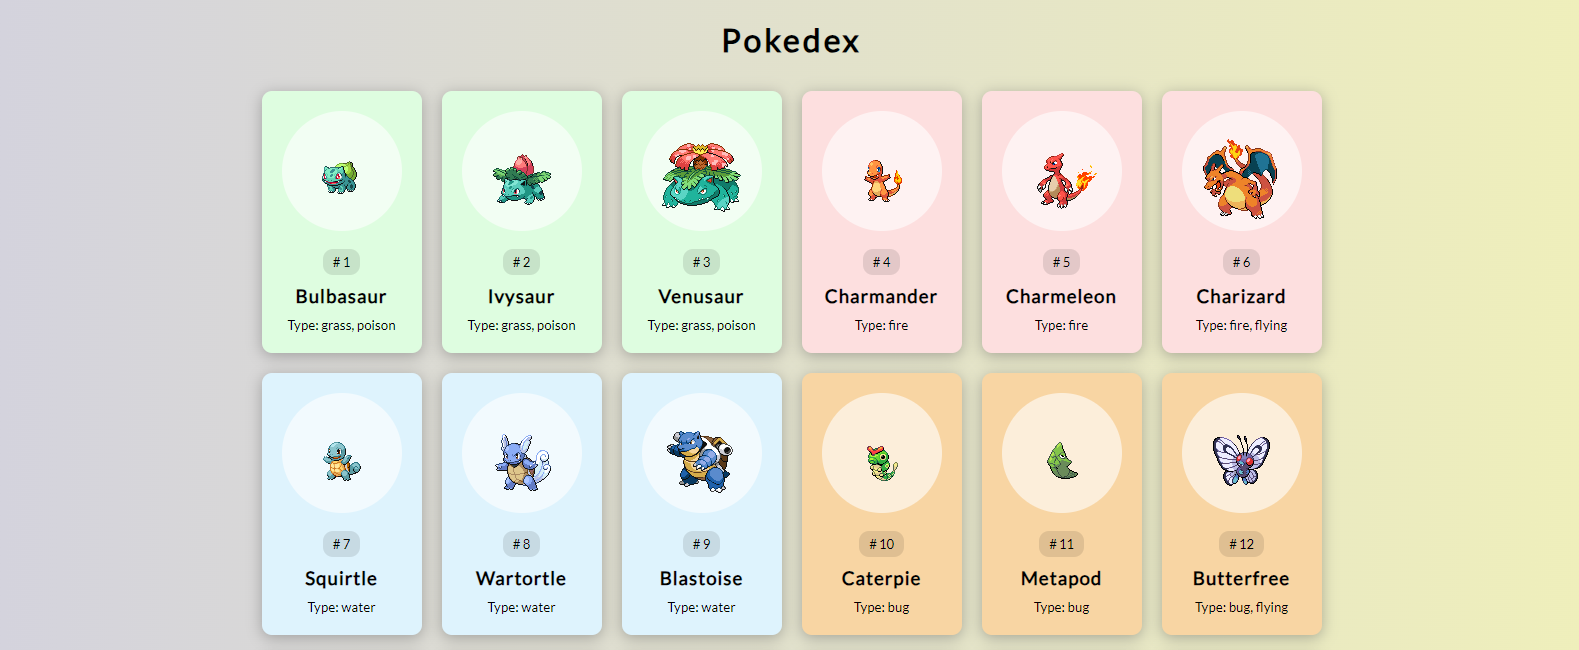 Pokedex
#1
Bulbasaur
Type: grass, poison
#2
Ivysaur
Type: grass, poison
#3
Venusaur
Type: grass, poison
#4
Charmander
Type: fire
#5
Charmeleon
Type: fire
#6
Charizard
Type: fire, flying
#7
Squirtle
Type: water
#8
Wartortle
Type: water
#9
Blastoise
Type: water
#10
Caterpie
Type: bug
#11
Metapod
Type: bug
#12
Butterfree
Type: bug, flying